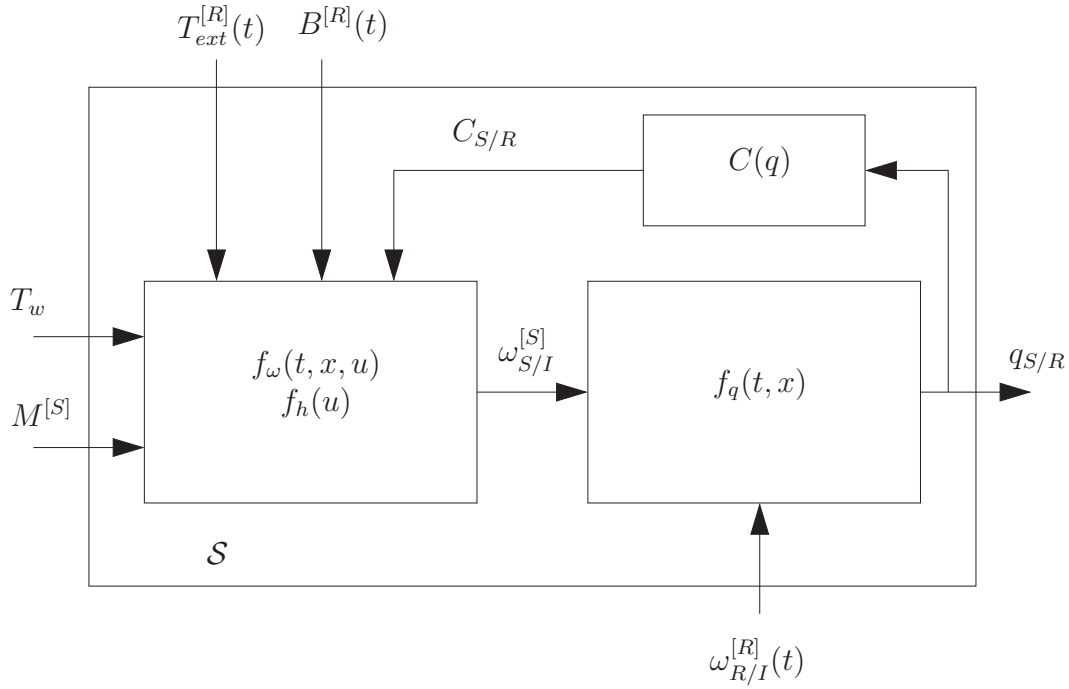 T_{ext}^{[R]}(t) B^{[R]}(t)
C_{S/R}
C(q)
T_w
M^{[S]}
f_ω(t, x, u)
f_h(u)
ω_{S/I}^{[S]}
f_q(t, x)
q_{S/R}
𝒮
ω_{R/I}^{[R]}(t)